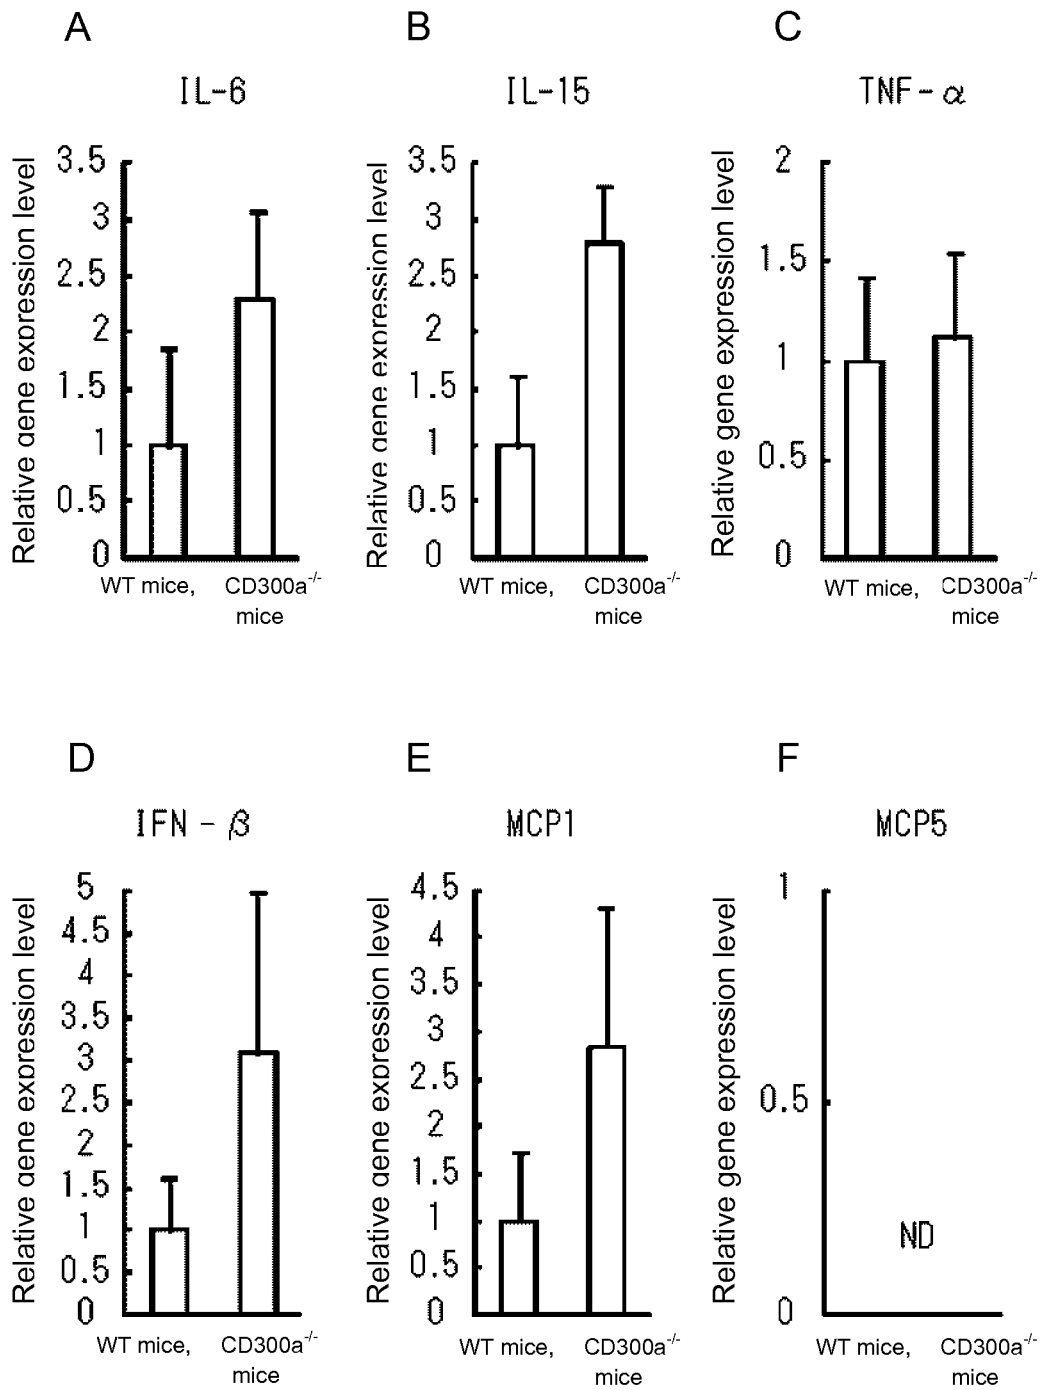 A
IL-6
Relative gene expression level
3.5
3
2.5
2
1.5
1
0.5
0
WT mice,
CD300a-/-
mice
B
IL-15
Relative gene expression level
3.5
3
2.5
2
1.5
1
0.5
0
WT mice,
CD300a-/-
mice
C
TNF-α
Relative gene expression level
2
1.5
1
0.5
0
WT mice,
CD300a-/-
mice
D
IFN-β
Relative gene expression level
5
4.5
4
3.5
3
2.5
2
1.5
1
0.5
0
WT mice,
CD300a-/-
mice
E
MCP1
Relative gene expression level
4.5
4
3.5
3
2.5
2
1.5
1
0.5
0
WT mice,
CD300a-/-
mice
F
MCP5
Relative gene expression level
1
0.5
0
ND
WT mice,
CD300a-/-
mice